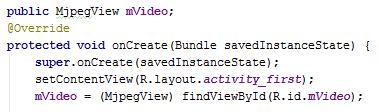 public MjpegView mVideo;
@Override
protected void onCreate(Bundle savedInstanceState) {
    super.onCreate(savedInstanceState);
    setContentView(R.layout.activity_first);
    mVideo = (MjpegView) findViewById(R.id.mVideo);